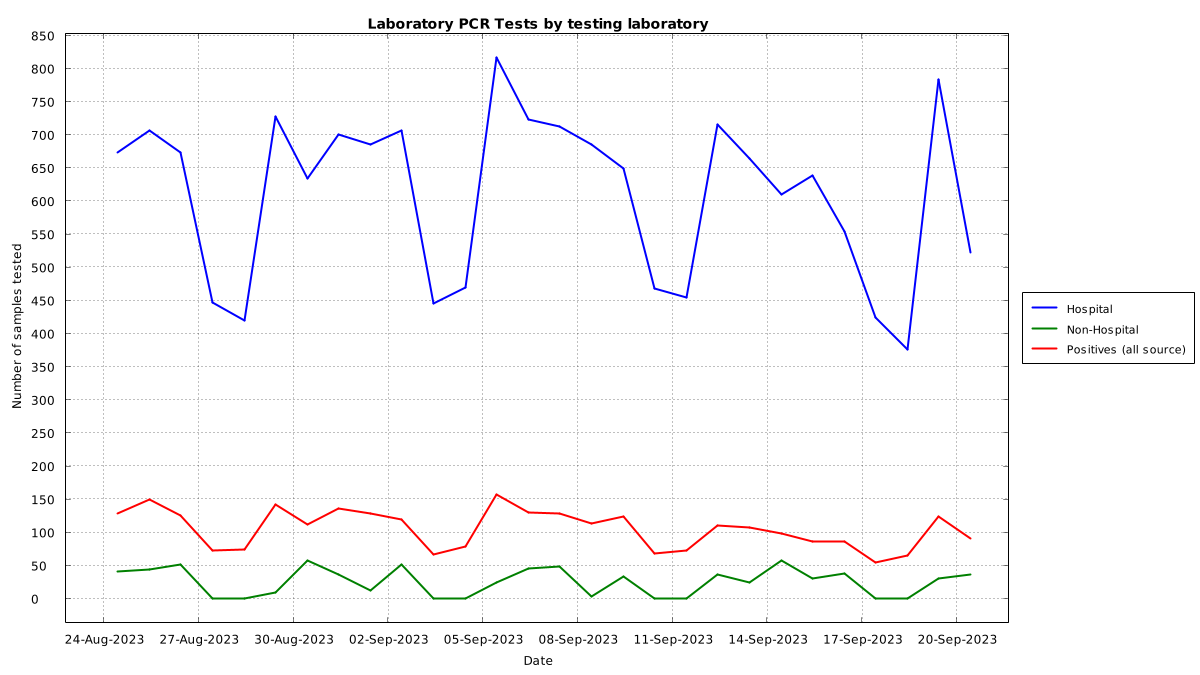 Laboratory PCR Tests by testing laboratory
850
800
750
700
650
600
550
500
450
400
350
300
250
200
150
100
50
0
Number of samples tested
24-Aug-2023 27-Aug-2023 30-Aug-2023 02-Sep-2023 05-Sep-2023 08-Sep-2023 11-Sep-2023 14-Sep-2023 17-Sep-2023 20-Sep-2023
Date
Hospital
Non-Hospital
Positives (all source)